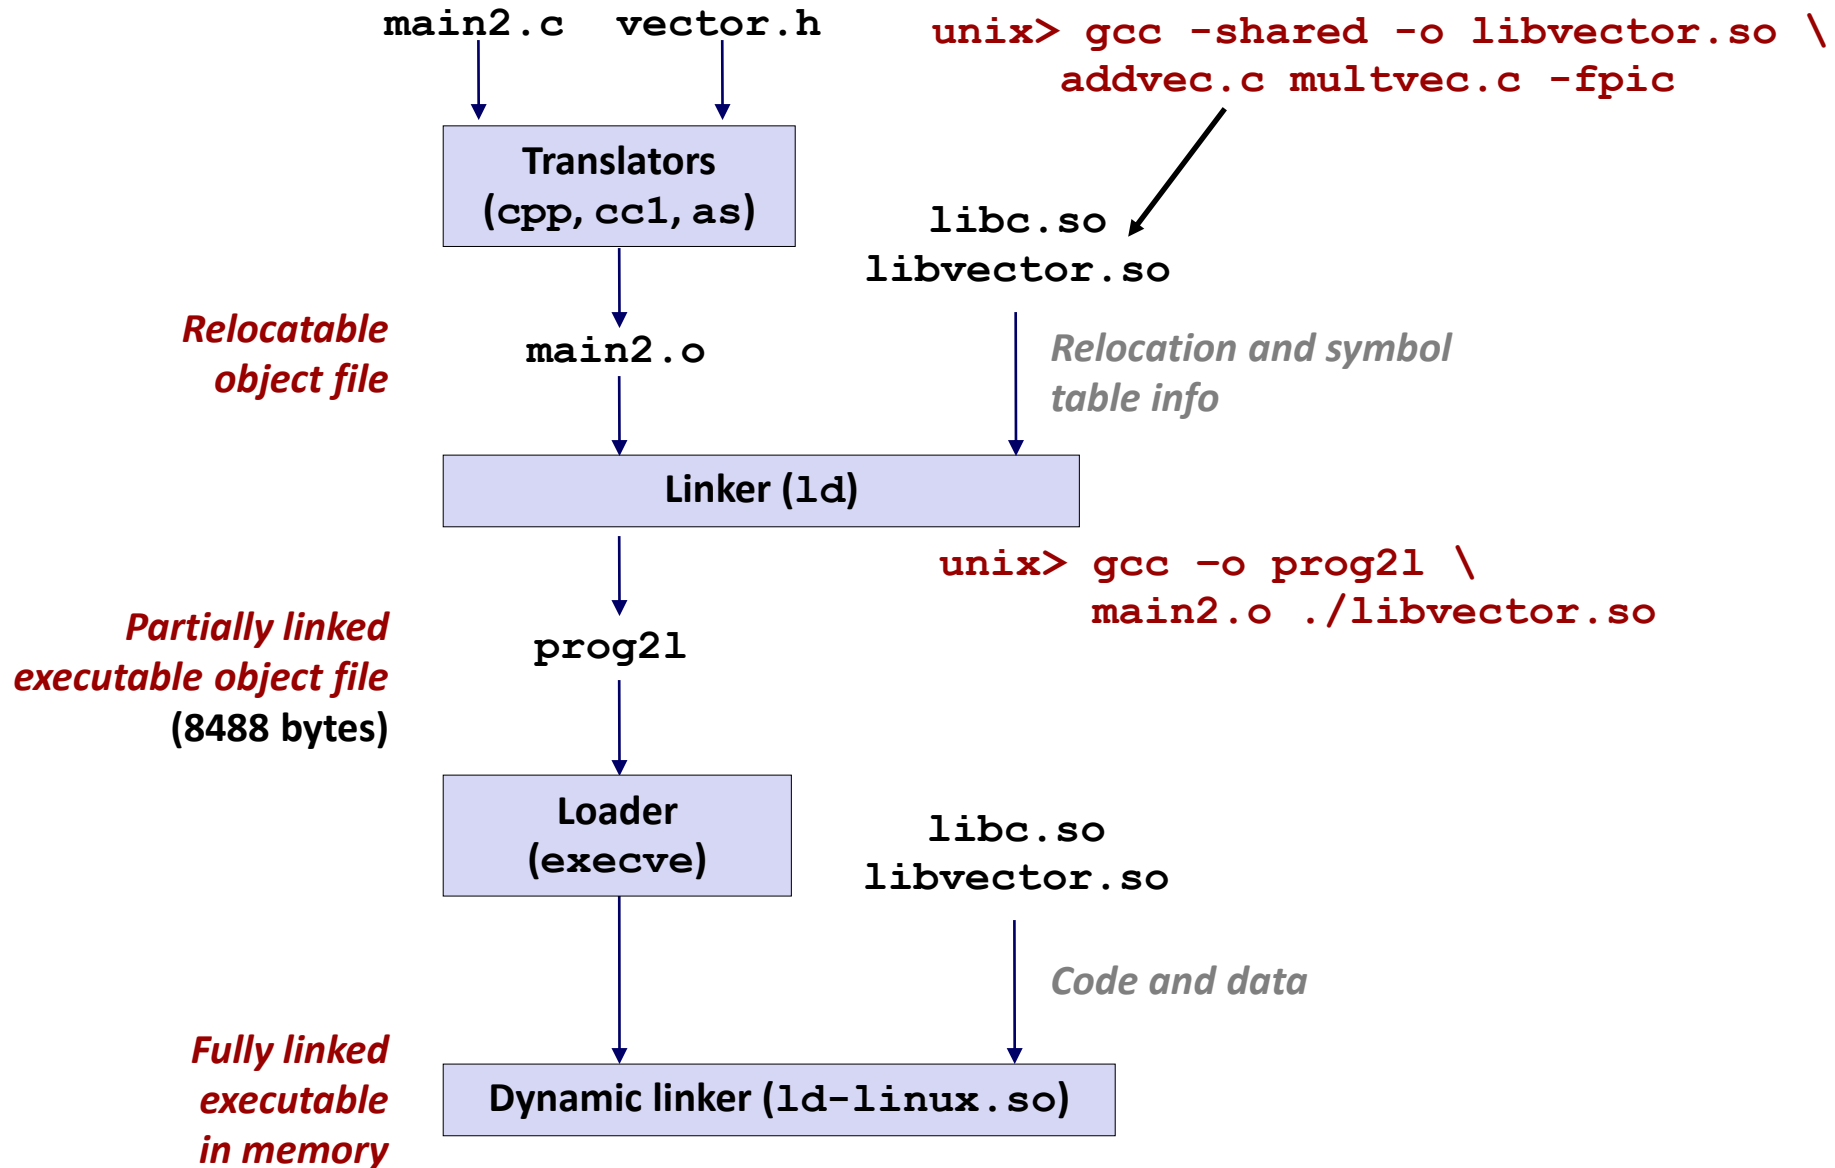 main2.c vector.h
unix> gcc -shared -o libvector.so \
addvec.c multvec.c -fpic
Translators
(cpp, cc1, as)
libc.so
libvector.so
Relocatable
object file
main2.o
Relocation and symbol
table info
Linker (ld)
unix> gcc –o prog2l \
main2.o ./libvector.so
Partially linked
executable object file
(8488 bytes)
prog2l
Loader
(execve)
libc.so
libvector.so
Code and data
Fully linked
executable
in memory
Dynamic linker (ld-linux.so)